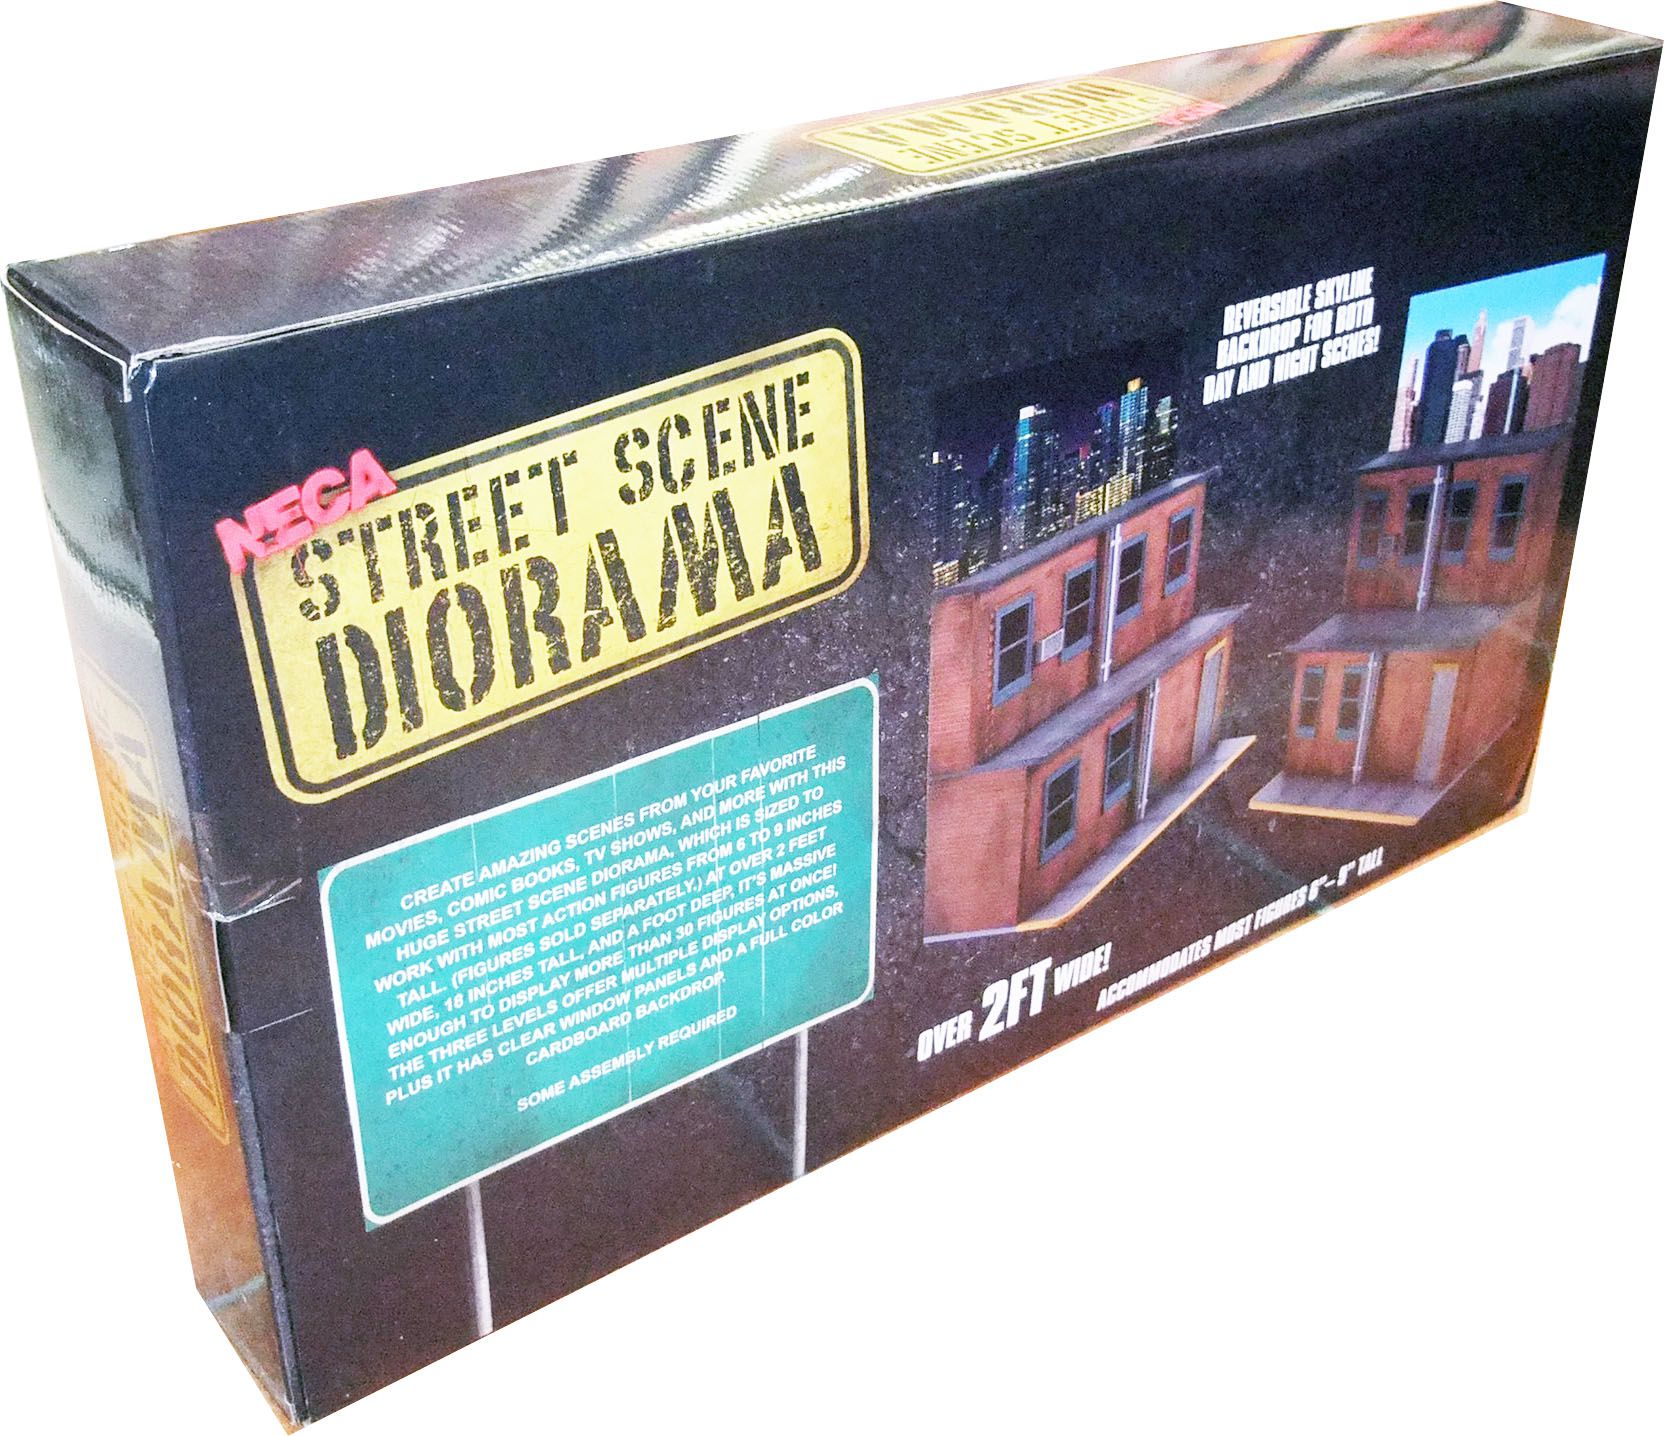 STREET SCENE
DIORAMA
NECA
NECA
STREET SCENE
DIORAMA
CREATE AMAZING SCENES FROM YOUR FAVORITE
MOVIES, COMIC BOOKS, TV SHOWS, AND MORE WITH THIS
HUGE STREET SCENE DIORAMA, WHICH IS SIZED TO
WORK WITH MOST ACTION FIGURES FROM 6 TO 9 INCHES
TALL. (FIGURES SOLD SEPARATELY.) AT OVER 2 FEET
WIDE, 18 INCHES TALL, AND A FOOT DEEP, IT'S MASSIVE
ENOUGH TO DISPLAY MORE THAN 30 FIGURES AT ONCE!
THE THREE LEVELS OFFER MULTIPLE DISPLAY OPTIONS,
PLUS IT HAS CLEAR WINDOW PANELS AND A FULL COLOR
CARDBOARD BACKDROP.
SOME ASSEMBLY REQUIRED
REVERSIBLE SKYLINE
BACKDROP FOR BOTH
DAY AND NIGHT SCENES!
OVER 2FT WIDE!
ACCOMMODATES MOST FIGURES 6"– 9" TALL
DIORAMA